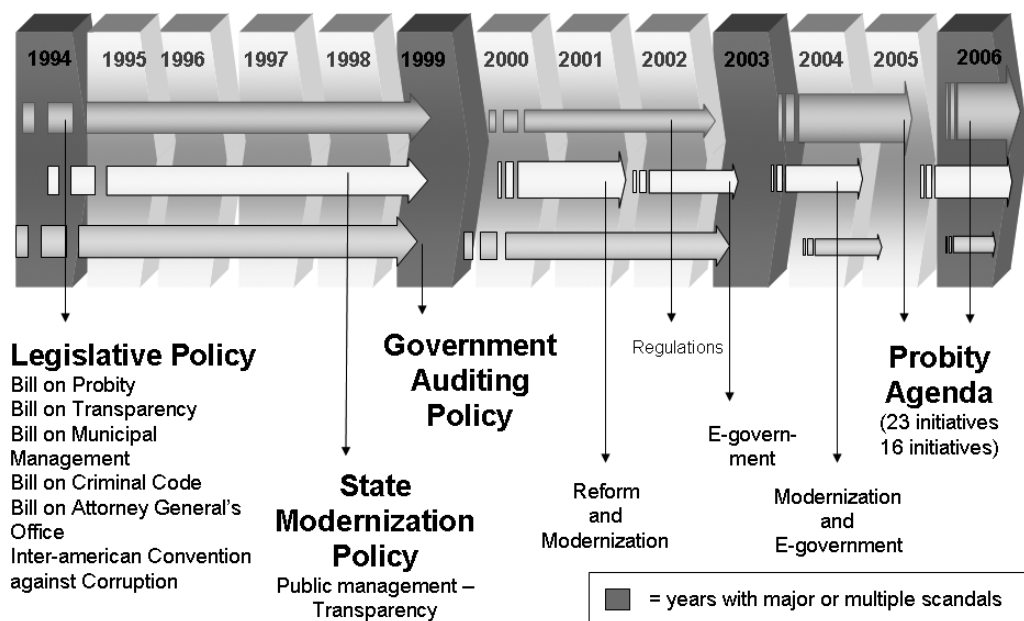 1994 1995 1996 1997 1998 1999 2000 2001 2002 2003 2004 2005 2006
Legislative Policy
Bill on Probity
Bill on Transparency
Bill on Municipal
Management
Bill on Criminal Code
Bill on Attorney General's
Office
Inter-american Convention
against Corruption
State
Modernization
Policy
Public management –
Transparency
Government
Auditing
Policy
Reform
and
Modernization
Regulations
E-govern-
ment
Modernization
and
E-government
Probity
Agenda
(23 initiatives
16 initiatives)
= years with major or multiple scandals